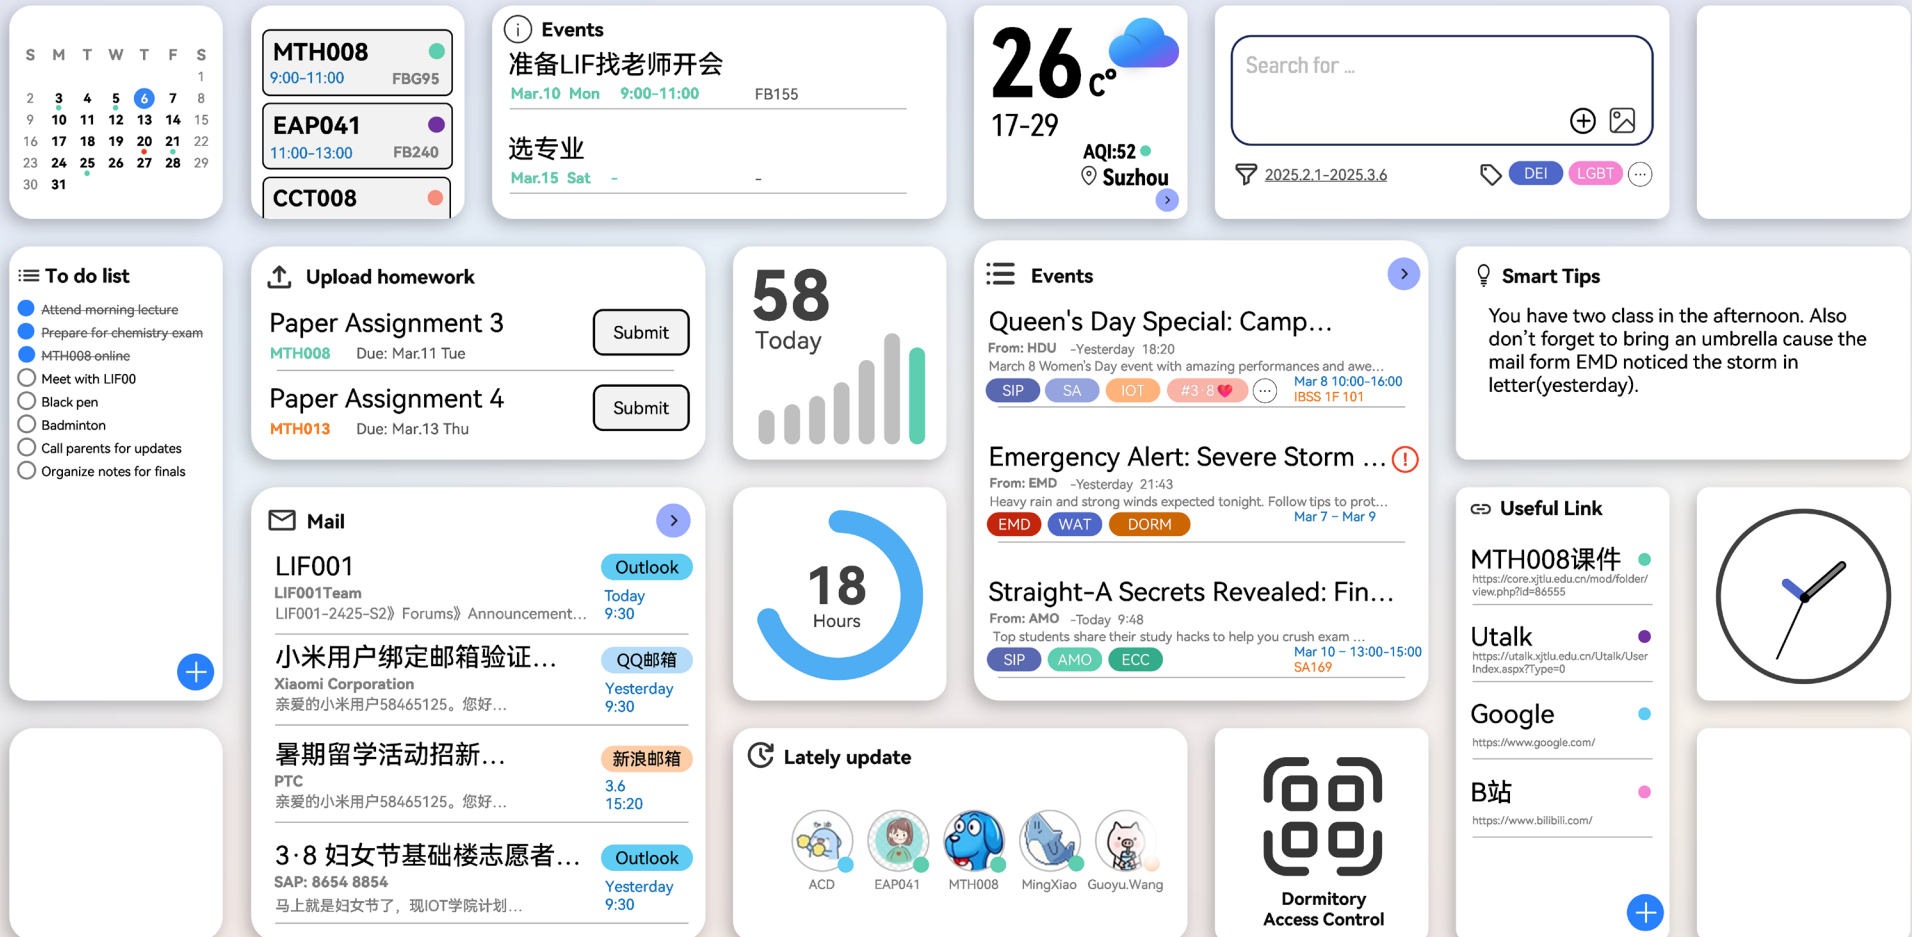 S M T W T F S
1
2 3 4 5 6 7 8
9 10 11 12 13 14 15
16 17 18 19 20 21 22
23 24 25 26 27 28 29
30 31
MTH008
9:00-11:00 FBG95
EAP041
11:00-13:00 FB240
CCT008
Events
准备LIF找老师开会
Mar.10 Mon 9:00-11:00 FB155
选专业
Mar.15 Sat - -
26 C°
17-29
AQI:52
Suzhou
Search for ...
2025.2.1-2025.3.6
DEI LGBT
To do list
Attend morning lecture
Prepare for chemistry exam
MTH008 online
Meet with LIF00
Black pen
Badminton
Call parents for updates
Organize notes for finals
Upload homework
Paper Assignment 3
MTH008 Due: Mar.11 Tue
Submit
Paper Assignment 4
MTH013 Due: Mar.13 Thu
Submit
58
Today
Events
Queen's Day Special: Camp...
From: HDU -Yesterday 18:20
March 8 Women's Day event with amazing performances and awe...
SIP SA IOT #3·8❤
Mar 8 10:00-16:00
IBSS 1F 101
Emergency Alert: Severe Storm ...
From: EMD -Yesterday 21:43
Heavy rain and strong winds expected tonight. Follow tips to prot...
EMD WAT DORM
Mar 7 – Mar 9
Straight-A Secrets Revealed: Fin...
From: AMO -Today 9:48
Top students share their study hacks to help you crush exam ...
SIP AMO ECC
Mar 10 – 13:00-15:00
SA169
Smart Tips
You have two class in the afternoon. Also
don't forget to bring an umbrella cause the
mail form EMD noticed the storm in
letter(yesterday).
Mail
LIF001
LIF001Team
LIF001-2425-S2》Forums》Announcement...
Outlook
Today
9:30
小米用户绑定邮箱验证...
Xiaomi Corporation
亲爱的小米用户58465125。您好...
QQ邮箱
Yesterday
9:30
暑期留学活动招新...
PTC
亲爱的小米用户58465125。您好...
新浪邮箱
3.6
15:20
3·8 妇女节基础楼志愿者...
SAP: 8654 8854
马上就是妇女节了，现IOT学院计划...
Outlook
Yesterday
9:30
18
Hours
Lately update
ACD EAP041 MTH008 MingXiao Guoyu.Wang
Dormitory
Access Control
Useful Link
MTH008课件
https://core.xjtlu.edu.cn/mod/folder/
view.php?id=86555
Utalk
https://utalk.xjtlu.edu.cn/Utalk/User
Index.aspx?Type=0
Google
https://www.google.com/
B站
https://www.bilibili.com/